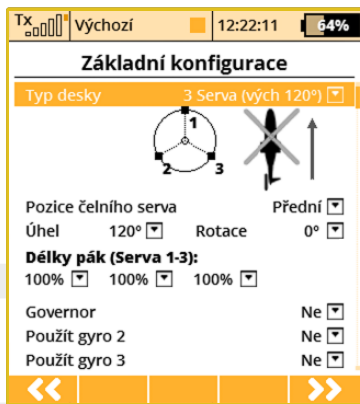 Tx Výchozí 12:22:11 64%
Základní konfigurace
Typ desky 3 Serva (vých 120°)
1
2 3
Pozice čelního serva Přední
Úhel 120° Rotace 0°
Délky pák (Serva 1-3):
100% 100% 100%
Governor Ne
Použít gyro 2 Ne
Použít gyro 3 Ne